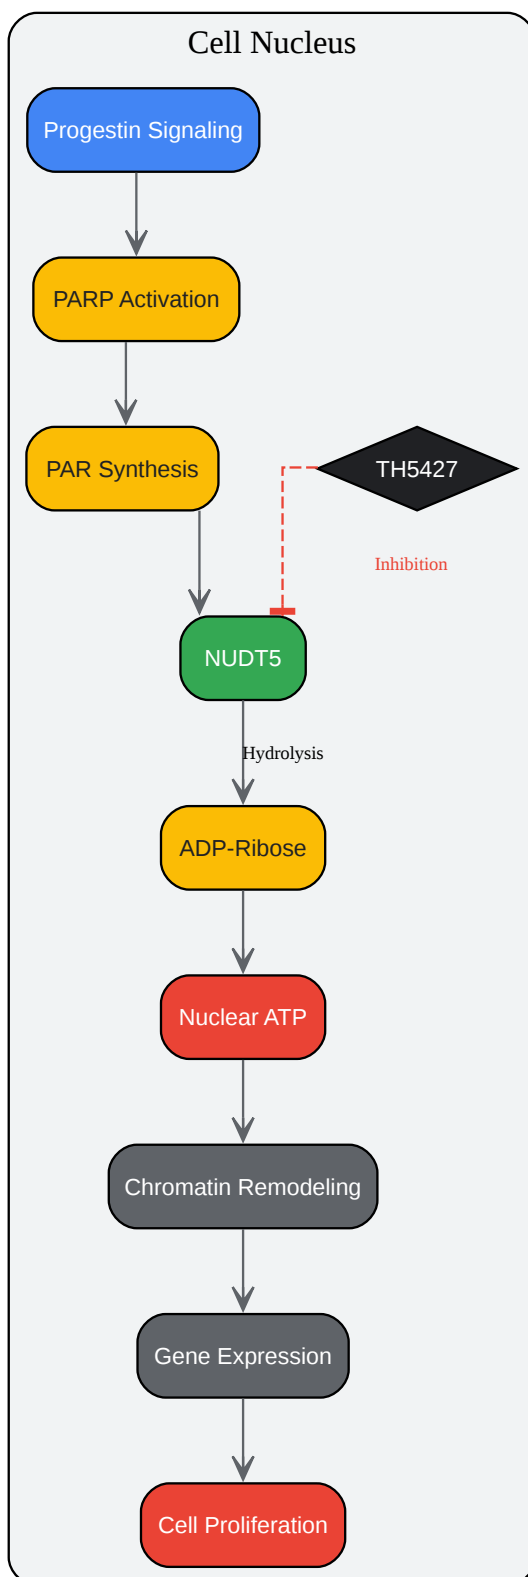 Cell Nucleus
Progestin Signaling
PARP Activation
PAR Synthesis
TH5427
Inhibition
NUDT5
Hydrolysis
ADP-Ribose
Nuclear ATP
Chromatin Remodeling
Gene Expression
Cell Proliferation